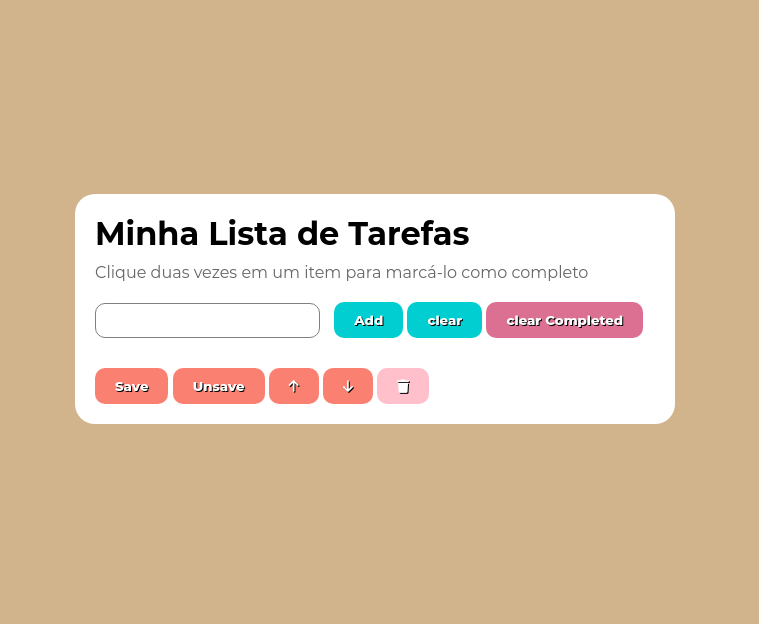 Minha Lista de Tarefas
Clique duas vezes em um item para marcá-lo como completo
Add clear clear Completed
Save Unsave ↑ ↓